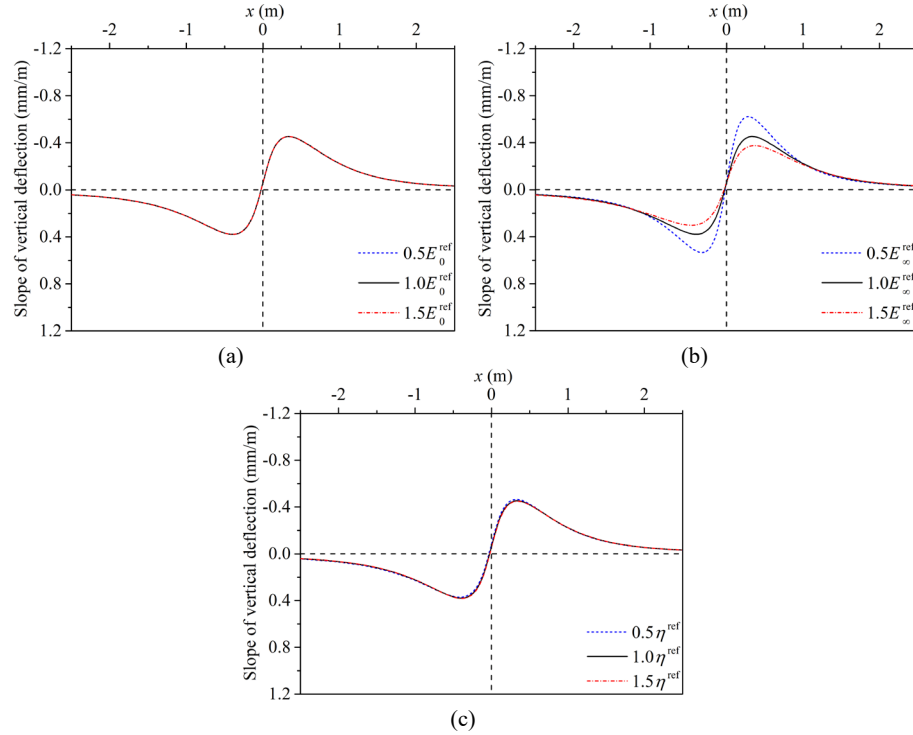 x (m)
-2 -1 0 1 2
-1.2
-0.8
-0.4
0.0
0.4
0.8
1.2
Slope of vertical deflection (mm/m)
0.5E₀ʳᵉᶠ
1.0E₀ʳᵉᶠ
1.5E₀ʳᵉᶠ
(a)
x (m)
-2 -1 0 1 2
-1.2
-0.8
-0.4
0.0
0.4
0.8
1.2
Slope of vertical deflection (mm/m)
0.5E∞ʳᵉᶠ
1.0E∞ʳᵉᶠ
1.5E∞ʳᵉᶠ
(b)
x (m)
-2 -1 0 1 2
-1.2
-0.8
-0.4
0.0
0.4
0.8
1.2
Slope of vertical deflection (mm/m)
0.5ηʳᵉᶠ
1.0ηʳᵉᶠ
1.5ηʳᵉᶠ
(c)